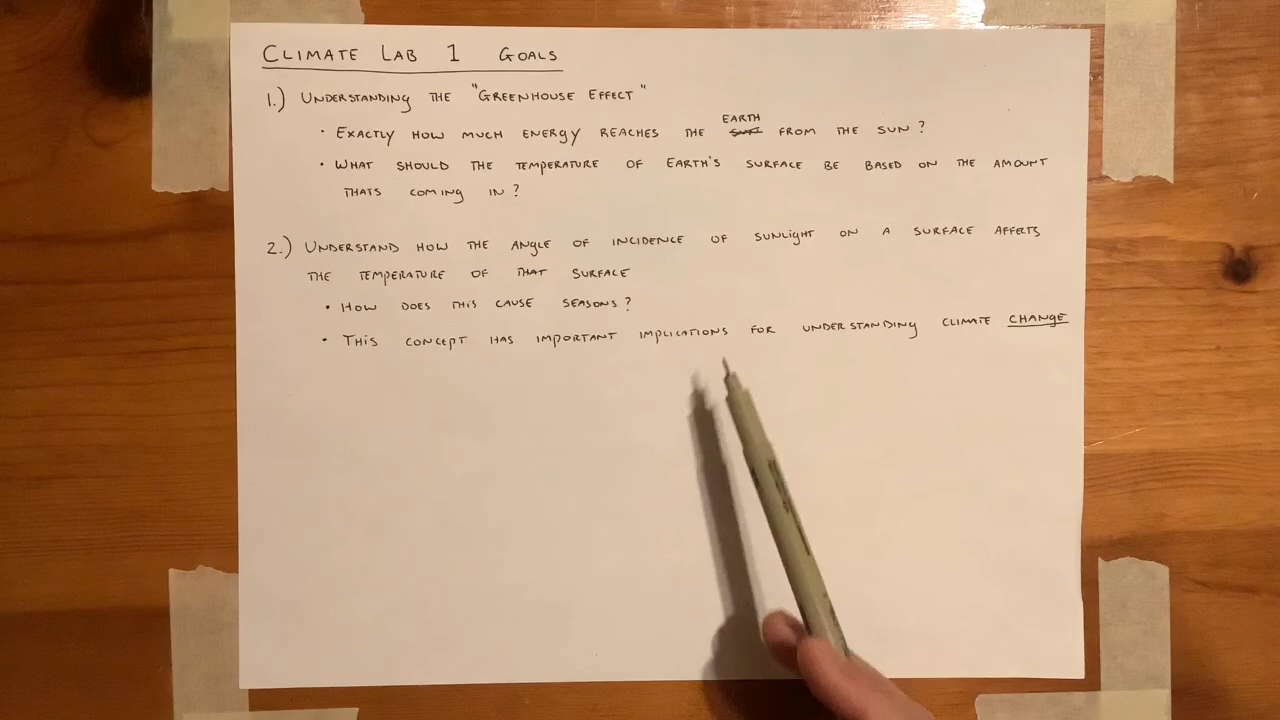 CLIMATE LAB 1 GOALS
1.) UNDERSTANDING THE "GREENHOUSE EFFECT"
• EXACTLY HOW MUCH ENERGY REACHES THE EARTH FROM THE SUN?
• WHAT SHOULD THE TEMPERATURE OF EARTH'S SURFACE BE BASED ON THE AMOUNT
THATS COMING IN?
2.) UNDERSTAND HOW THE ANGLE OF INCIDENCE OF SUNLIGHT ON A SURFACE AFFECTS
THE TEMPERATURE OF THAT SURFACE
• HOW DOES THIS CAUSE SEASONS?
• THIS CONCEPT HAS IMPORTANT IMPLICATIONS FOR UNDERSTANDING CLIMATE CHANGE